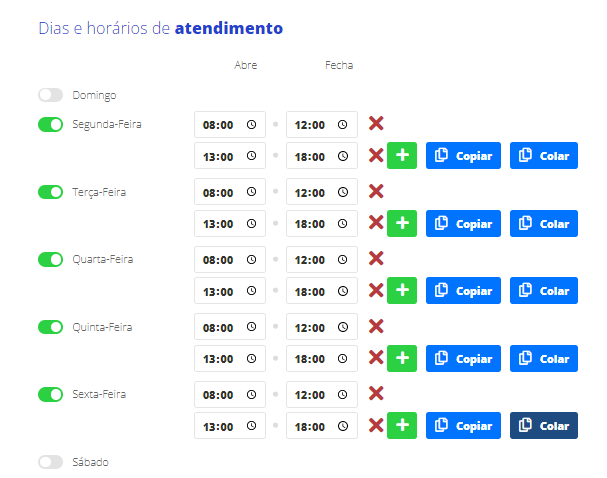 Dias e horários de atendimento
Abre Fecha
Domingo
Segunda-Feira 08:00 12:00
13:00 18:00 Copiar Colar
Terça-Feira 08:00 12:00
13:00 18:00 Copiar Colar
Quarta-Feira 08:00 12:00
13:00 18:00 Copiar Colar
Quinta-Feira 08:00 12:00
13:00 18:00 Copiar Colar
Sexta-Feira 08:00 12:00
13:00 18:00 Copiar Colar
Sábado